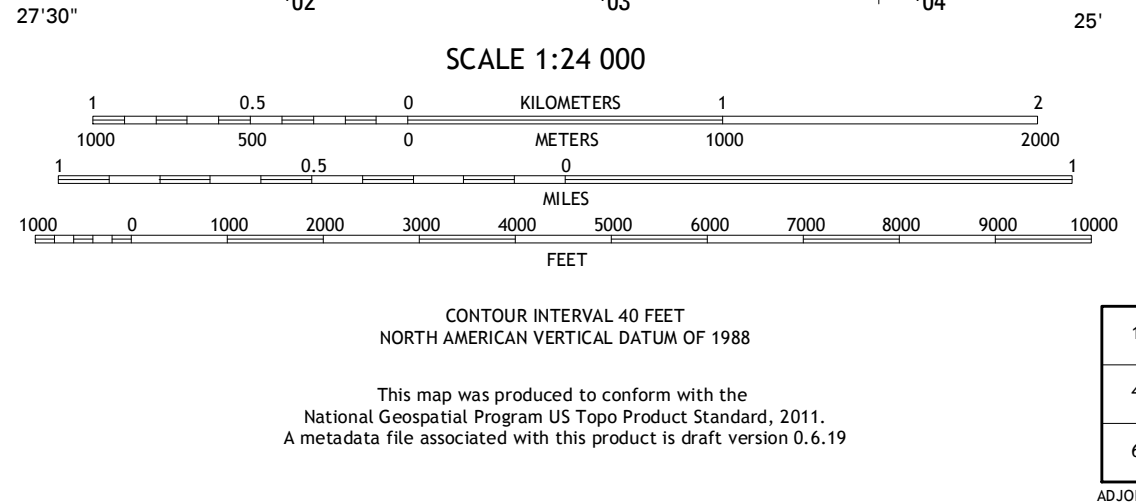 '02 '03 '04
27'30" 25'
SCALE 1:24 000
1 0.5 0 KILOMETERS 1 2
1000 500 0 METERS 1000 2000
1 0.5 0 1
MILES
1000 0 1000 2000 3000 4000 5000 6000 7000 8000 9000 10000
FEET
CONTOUR INTERVAL 40 FEET
NORTH AMERICAN VERTICAL DATUM OF 1988
This map was produced to conform with the
National Geospatial Program US Topo Product Standard, 2011.
A metadata file associated with this product is draft version 0.6.19